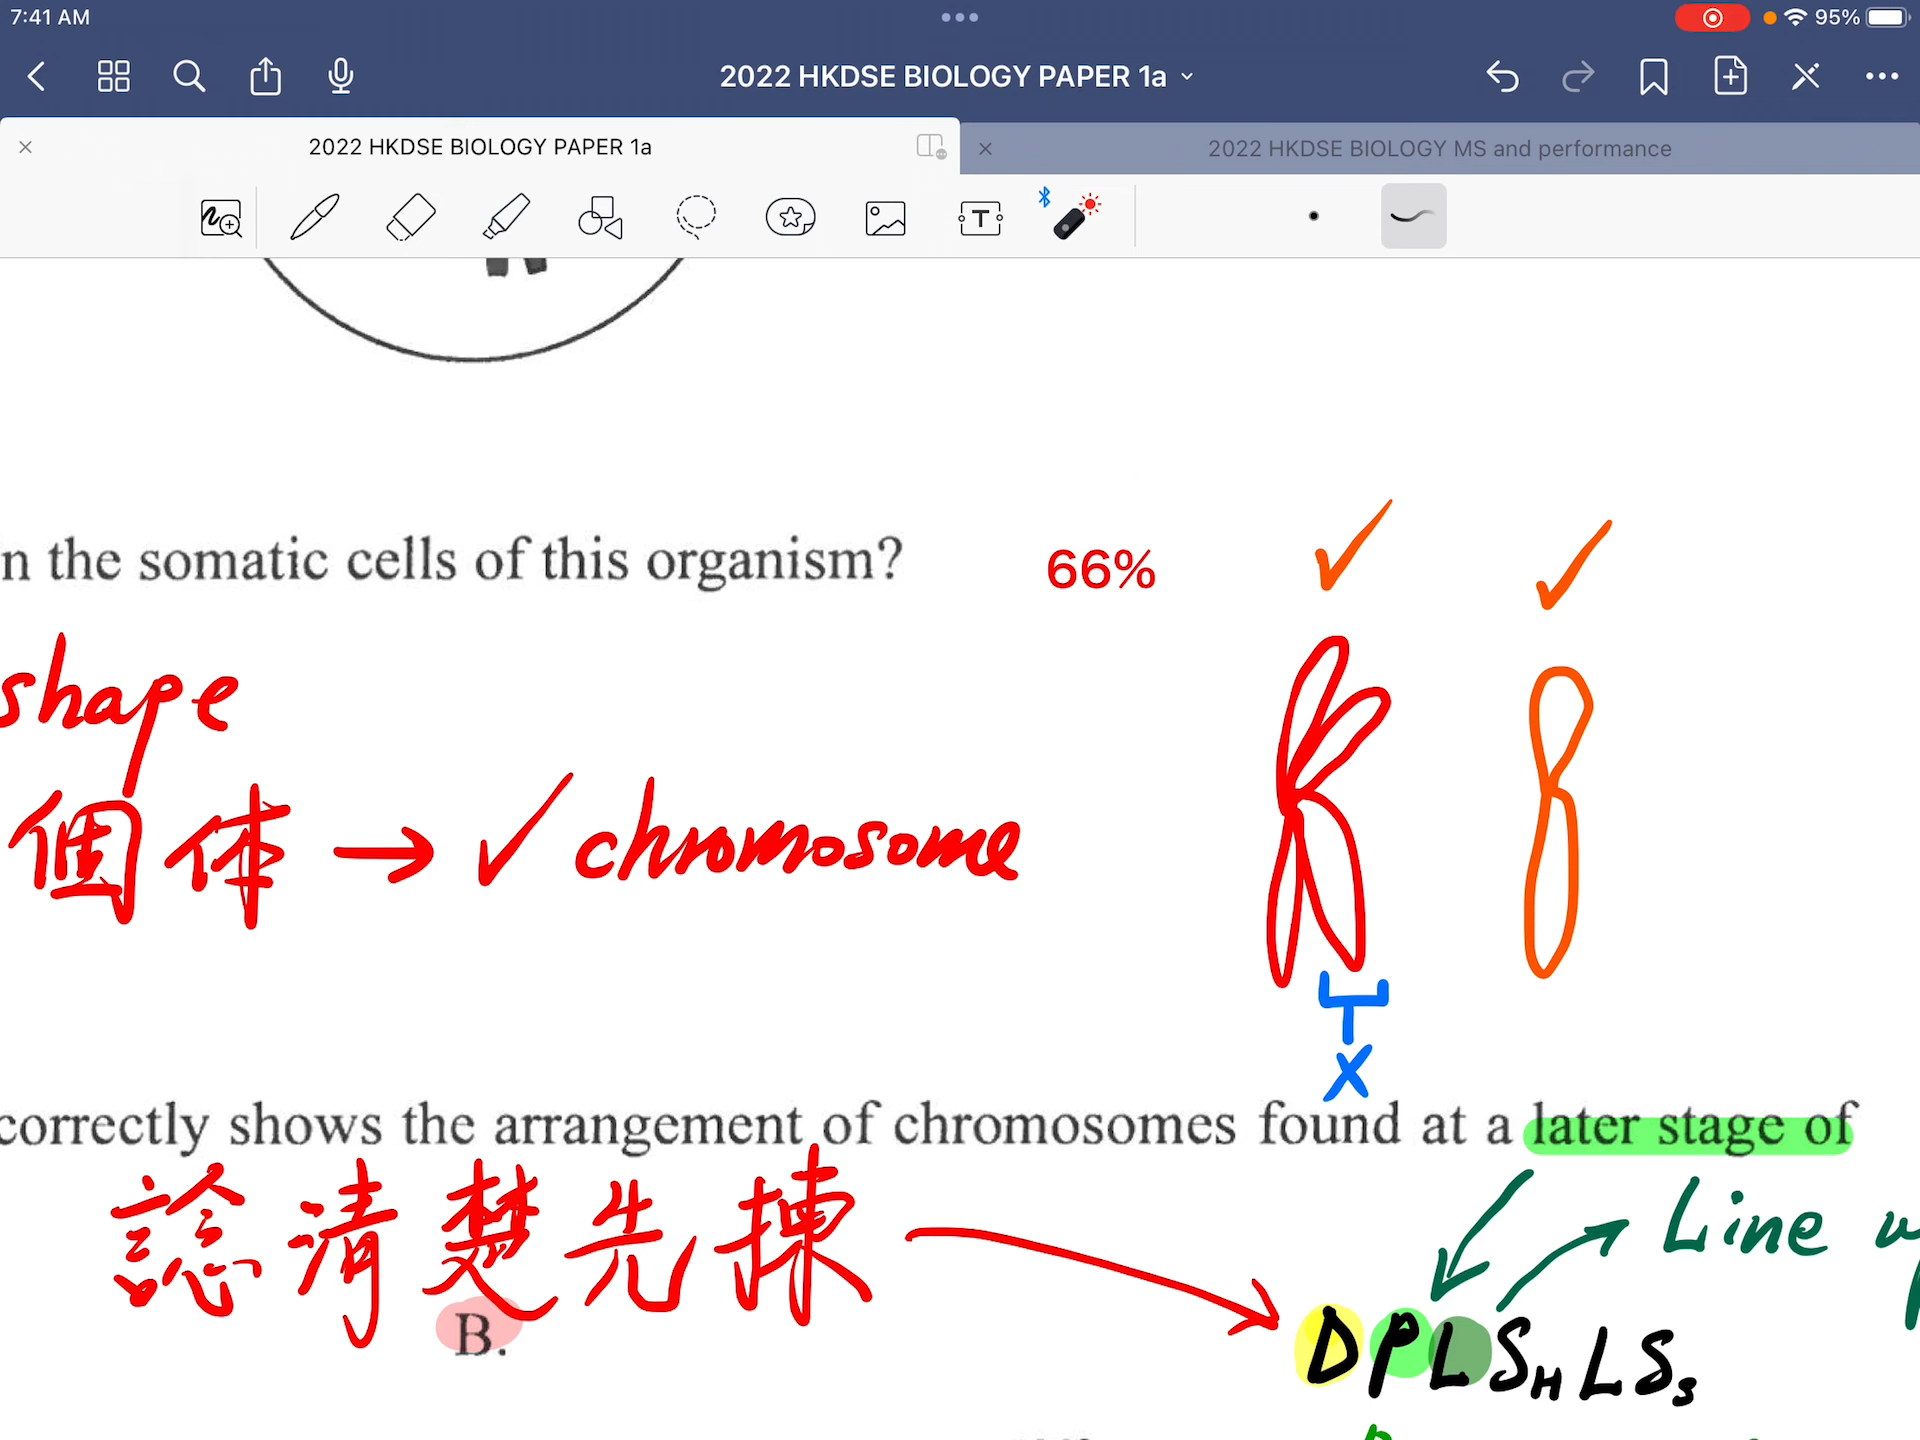 7:41 AM
95%
2022 HKDSE BIOLOGY PAPER 1a
2022 HKDSE BIOLOGY PAPER 1a
2022 HKDSE BIOLOGY MS and performance
T
n the somatic cells of this organism?
66%
shape
個体 → ✓ chromosome
X
correctly shows the arrangement of chromosomes found at a later stage of
諗清楚先揀
Line
B.
DPLSHLSs